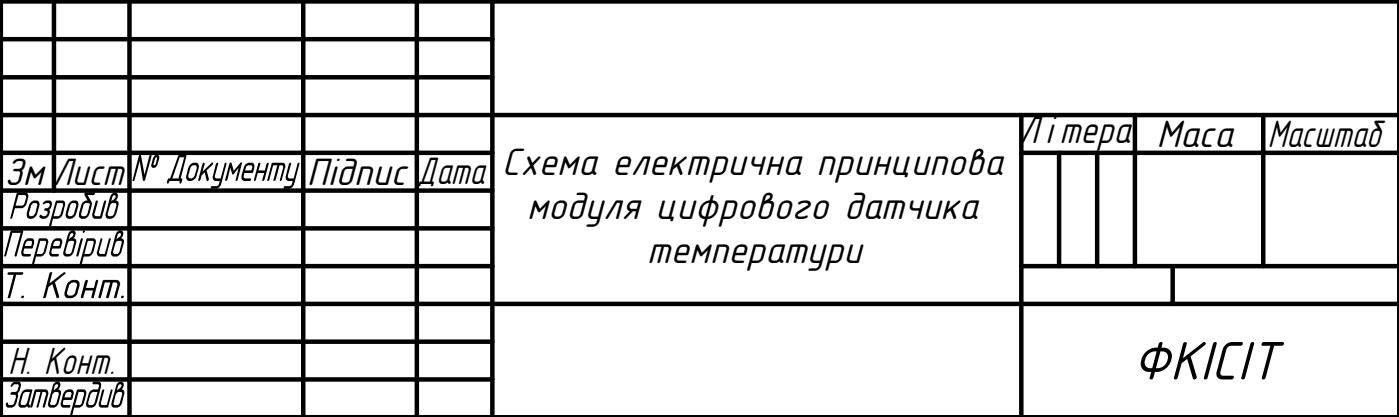 Літера Маса Масштаб
Зм Лист № Документу Підпис Дата
Схема електрична принципова
модуля цифрового датчика
температури
Розробив
Перевірив
Т. Конт.
Н. Конт.
Затвердив
ФКІСІТ